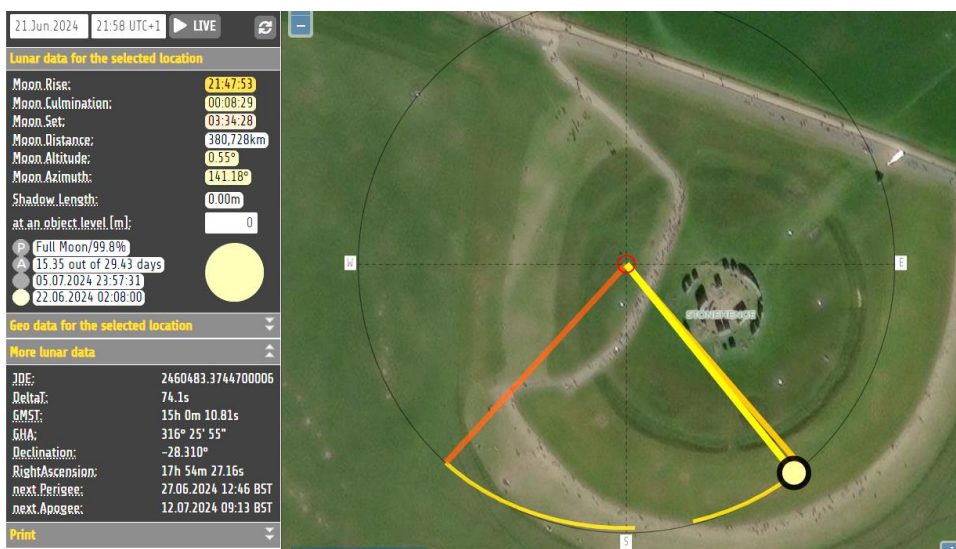 21.Jun.2024 21:58 UTC+1 LIVE
Lunar data for the selected location
Moon Rise: 21:47:53
Moon Culmination: 00:08:29
Moon Set: 03:34:28
Moon Distance: 380,728km
Moon Altitude: 0.55°
Moon Azimuth: 141.18°
Shadow Length: 0.00m
at an object level [m]: 0
P Full Moon/99.8%
A 15.35 out of 29.43 days
05.07.2024 23:57:31
22.06.2024 02:08:00
Geo data for the selected location
More lunar data
JDE: 2460483.3744700006
DeltaT: 74.1s
GMST: 15h 0m 10.81s
GHA: 316° 25' 55"
Declination: -28.310°
RightAscension: 17h 54m 27.16s
next Perigee: 27.06.2024 12:46 BST
next Apogee: 12.07.2024 09:13 BST
Print
−
W
E
STONEHENGE
S